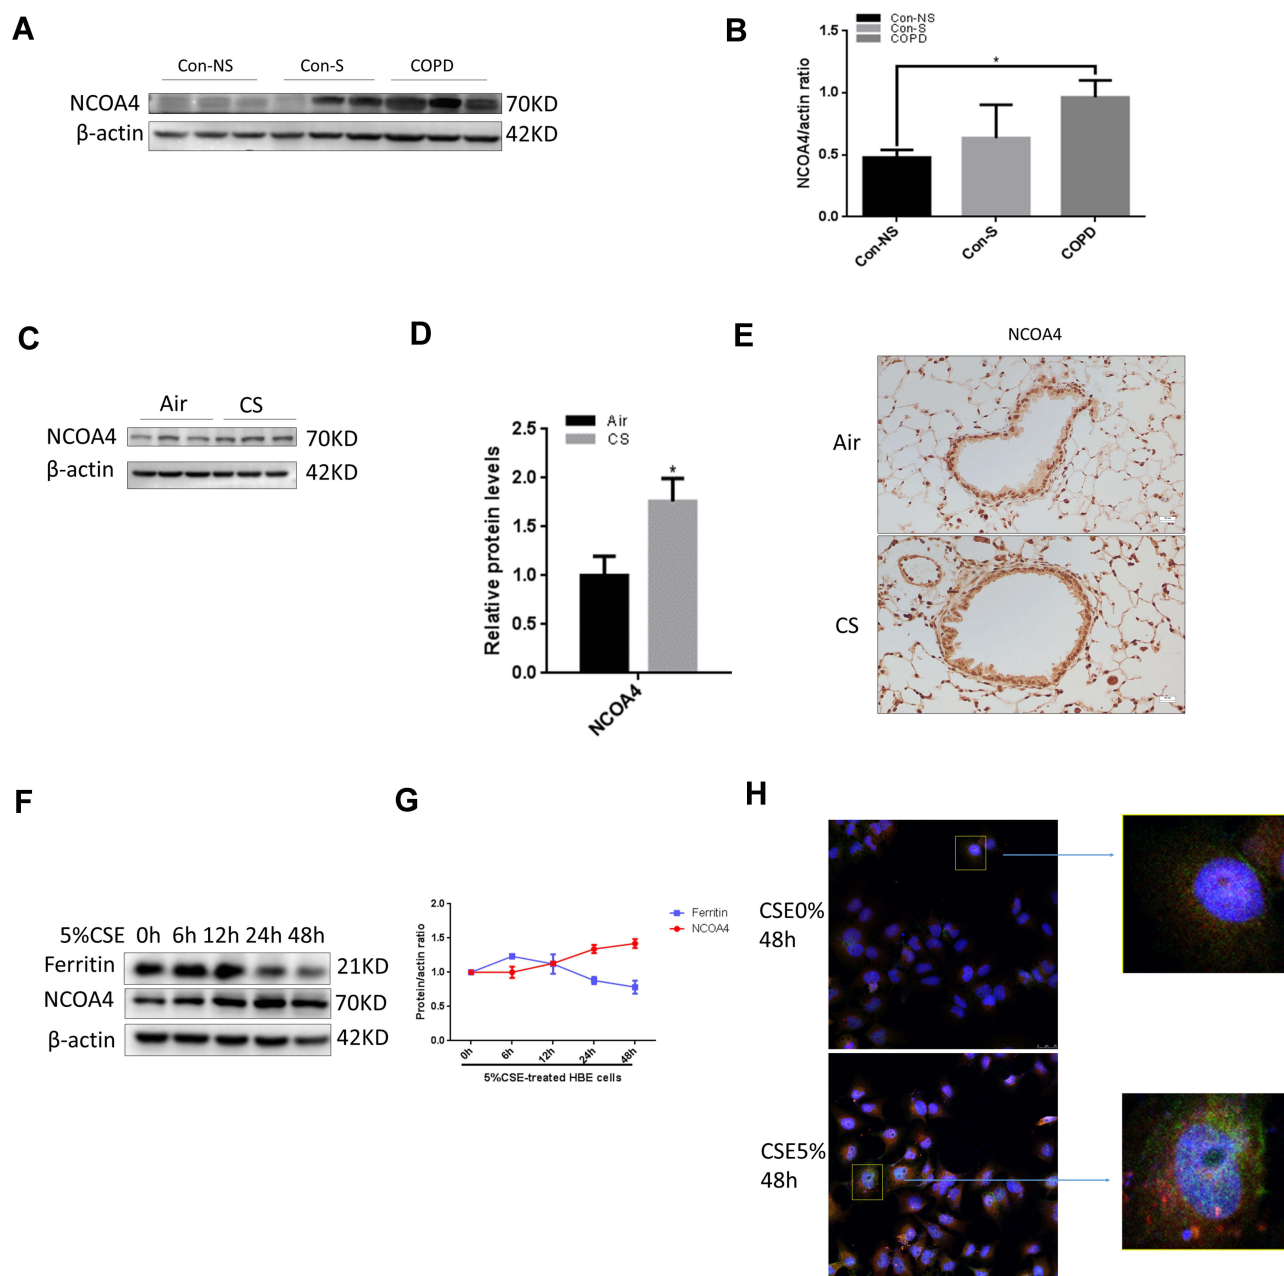 A
Con-NS Con-S COPD
NCOA4 70KD
β-actin 42KD
B
Con-NS
Con-S
COPD
1.5
1.0
0.5
0.0
NCOA4/actin ratio
*
Con-NS Con-S COPD
C
Air CS
NCOA4 70KD
β-actin 42KD
D
Air
CS
2.5
2.0
1.5
1.0
0.5
0.0
Relative protein levels
*
NCOA4
E
NCOA4
Air
CS
F
5%CSE 0h 6h 12h 24h 48h
Ferritin 21KD
NCOA4 70KD
β-actin 42KD
G
2.0
1.5
1.0
0.5
0.0
Protein/actin ratio
Ferritin
NCOA4
0h 6h 12h 24h 48h
5%CSE-treated HBE cells
H
CSE0%
48h
CSE5%
48h